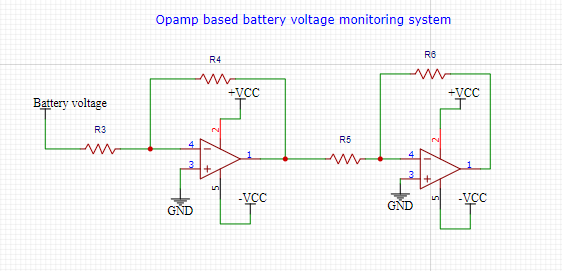 Opamp based battery voltage monitoring system
R4
R6
+VCC
+VCC
Battery voltage
R3
2
R5
2
4
1
4
1
3
3
5
5
-VCC
-VCC
GND
GND